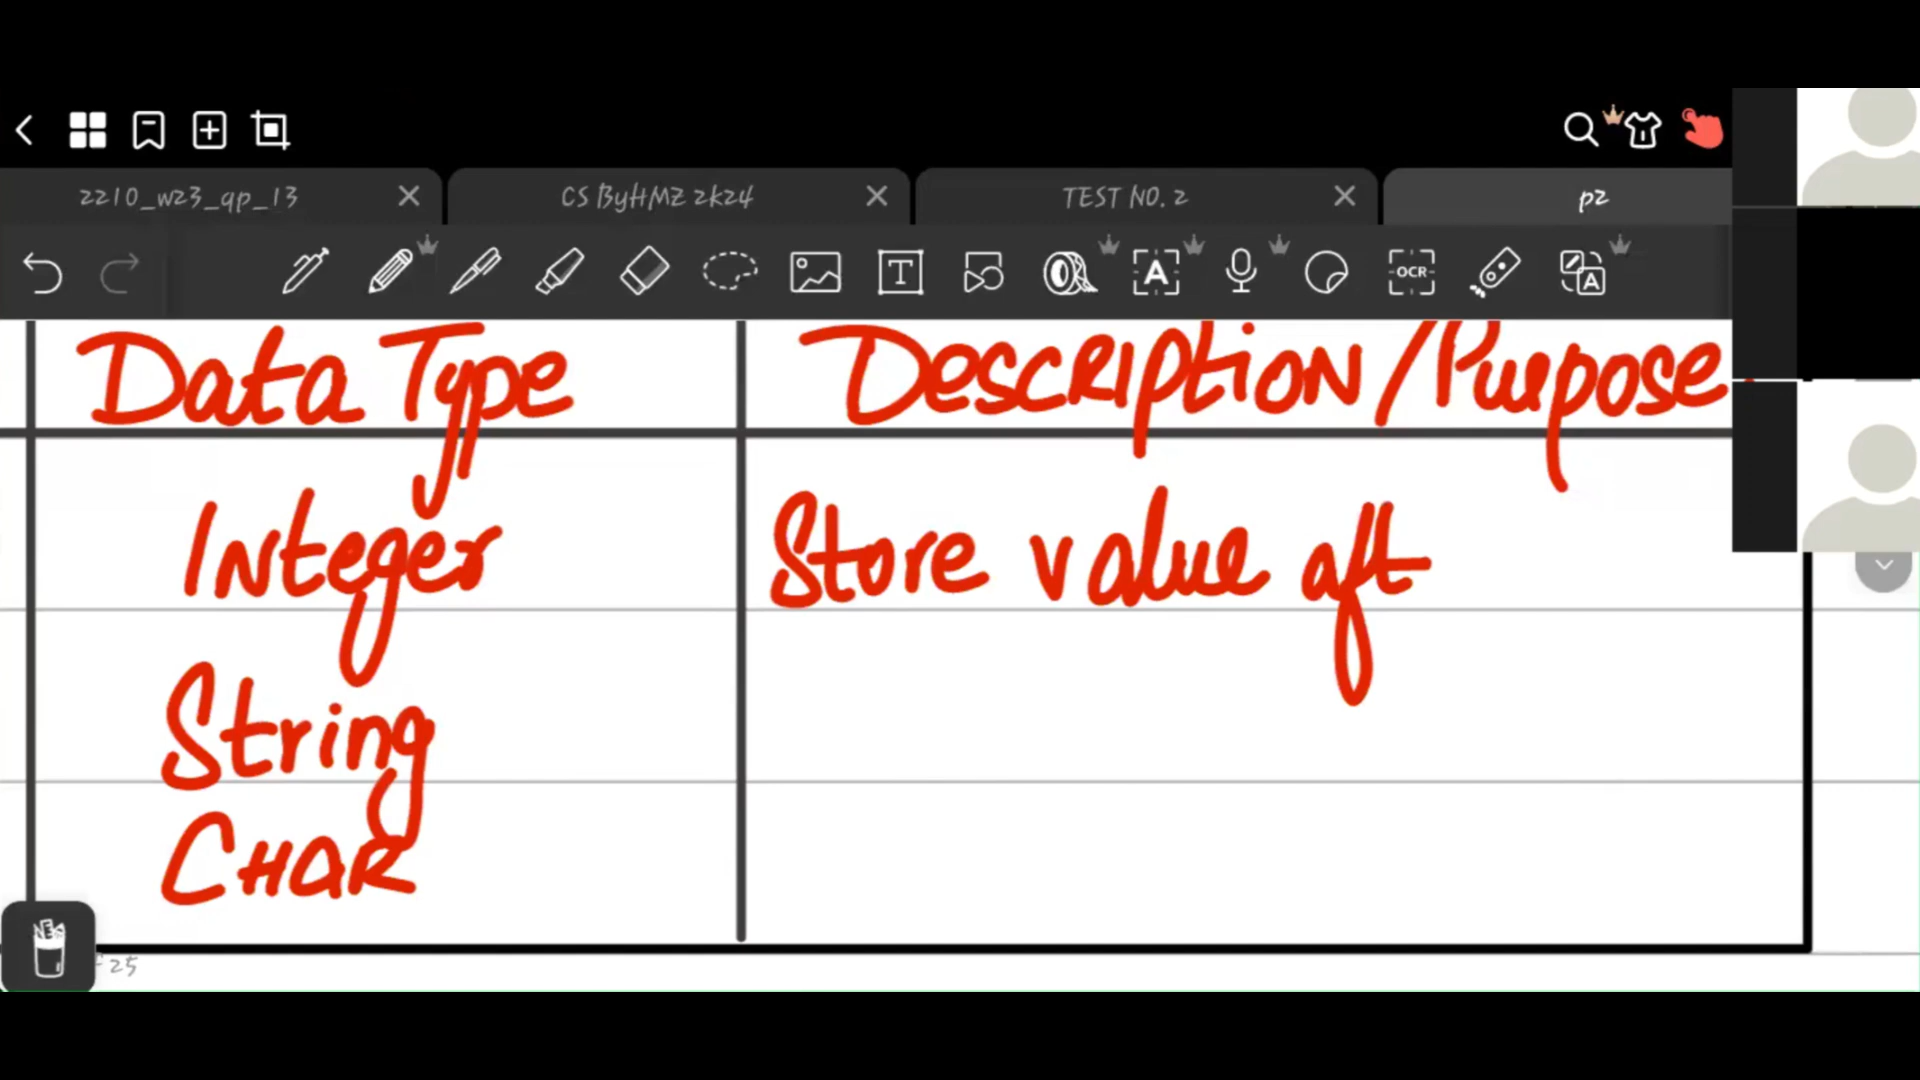 2210_w23_qp_13
CS ByHMZ 2k24
TEST NO. 2
p2
T
A
OCR
A
Data Type
Description/Purpose
Integer
Store value aft
String
CHAR
25